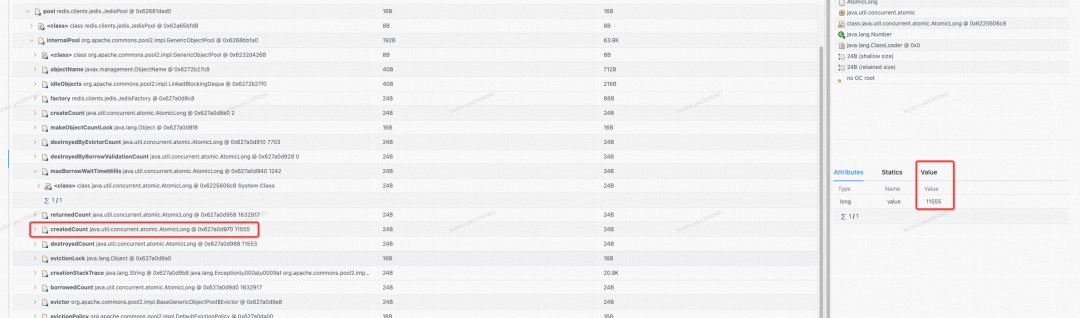 pool redis.clients.jedis.JedisPool @ 0x62681dad0 16B 16B
<class> class redis.clients.jedis.JedisPool @ 0x62a65bfd8 8B 8B
internalPool org.apache.commons.pool2.impl.GenericObjectPool @ 0x6268bb1a0 192B 63.9K
<class> class org.apache.commons.pool2.impl.GenericObjectPool @ 0x6232d4268 8B 8B
objectName javax.management.ObjectName @ 0x6272b27c8 40B 712B
idleObjects org.apache.commons.pool2.impl.LinkedBlockingDeque @ 0x6272b27f0 40B 216B
factory redis.clients.jedis.JedisFactory @ 0x627a0d8c8 24B 88B
createCount java.util.concurrent.atomic.AtomicLong @ 0x627a0d8e0 2 24B 24B
makeObjectCountLock java.lang.Object @ 0x627a0d8f8 16B 16B
destroyedByEvictorCount java.util.concurrent.atomic.AtomicLong @ 0x627a0d910 7703 24B 24B
destroyedByBorrowValidationCount java.util.concurrent.atomic.AtomicLong @ 0x627a0d928 0 24B 24B
maxBorrowWaitTimeMillis java.util.concurrent.atomic.AtomicLong @ 0x627a0d940 1242 24B 24B
<class> class java.util.concurrent.atomic.AtomicLong @ 0x6225606c8 System Class 24B 24B
Σ 1 / 1
returnedCount java.util.concurrent.atomic.AtomicLong @ 0x627a0d958 1632917 24B 24B
createdCount java.util.concurrent.atomic.AtomicLong @ 0x627a0d970 11555 24B 24B
destroyedCount java.util.concurrent.atomic.AtomicLong @ 0x627a0d988 11553 24B 24B
evictionLock java.lang.Object @ 0x627a0d9a0 16B 16B
creationStackTrace java.lang.String @ 0x627a0d9b8 java.lang.Exception\u000a\u0009at org.apache.commons.pool2.imp... 24B 20.9K
borrowedCount java.util.concurrent.atomic.AtomicLong @ 0x627a0d9d0 1632917 24B 24B
evictor org.apache.commons.pool2.impl.BaseGenericObjectPool$Evictor @ 0x627a0d9e8 24B 24B
evictionPolicy org.apache.commons.pool2.impl.DefaultEvictionPolicy @ 0x627a0da00 16B 16B
AtomicLong
java.util.concurrent.atomic
class java.util.concurrent.atomic.AtomicLong @ 0x6225606c8
java.lang.Number
java.lang.ClassLoader @ 0x0
24B (shallow size)
24B (retained size)
no GC root
Attributes Statics Value
Type Name Value
long value 11555
Σ 1 / 1